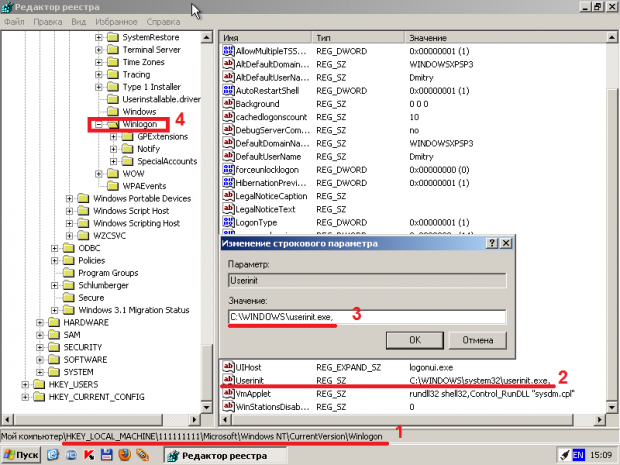 Редактор реестра
Файл Правка Вид Избранное Справка
SystemRestore
Terminal Server
Time Zones
Tracing
Type 1 Installer
Userinstallable.driver
Windows
Winlogon 4
GPExtensions
Notify
SpecialAccounts
WOW
WPAEvents
Windows Portable Devices
Windows Script Host
Windows Scripting Host
WZCSVC
ODBC
Policies
Program Groups
Schlumberger
Secure
Windows 3.1 Migration Status
HARDWARE
SAM
SECURITY
SOFTWARE
SYSTEM
HKEY_USERS
HKEY_CURRENT_CONFIG
Имя Тип Значение
AllowMultipleTSS... REG_DWORD 0x00000001 (1)
AltDefaultDomain... REG_SZ WINDOWSXPSP3
AltDefaultUserNa... REG_SZ Dmitry
AutoRestartShell REG_DWORD 0x00000001 (1)
Background REG_SZ 0 0 0
cachedlogonscount REG_SZ 10
DebugServerCom... REG_SZ no
DefaultDomainNa... REG_SZ WINDOWSXPSP3
DefaultUserName REG_SZ Dmitry
forceunlocklogon REG_DWORD 0x00000000 (0)
HibernationPrevi... REG_DWORD 0x00000001 (1)
LegalNoticeCaption REG_SZ
LegalNoticeText REG_SZ
LogonType REG_DWORD 0x00000001 (1)
Изменение строкового параметра
Параметр:
Userinit
Значение:
C:\WINDOWS\userinit.exe,
3
OK Отмена
UIHost REG_EXPAND_SZ logonui.exe
Userinit REG_SZ C:\WINDOWS\system32\userinit.exe, 2
VmApplet REG_SZ rundll32 shell32,Control_RunDLL "sysdm.cpl"
WinStationsDisab... REG_SZ 0
Мой компьютер\HKEY_LOCAL_MACHINE\111111111\Microsoft\Windows NT\CurrentVersion\Winlogon 1
Пуск Редактор реестра EN 15:09